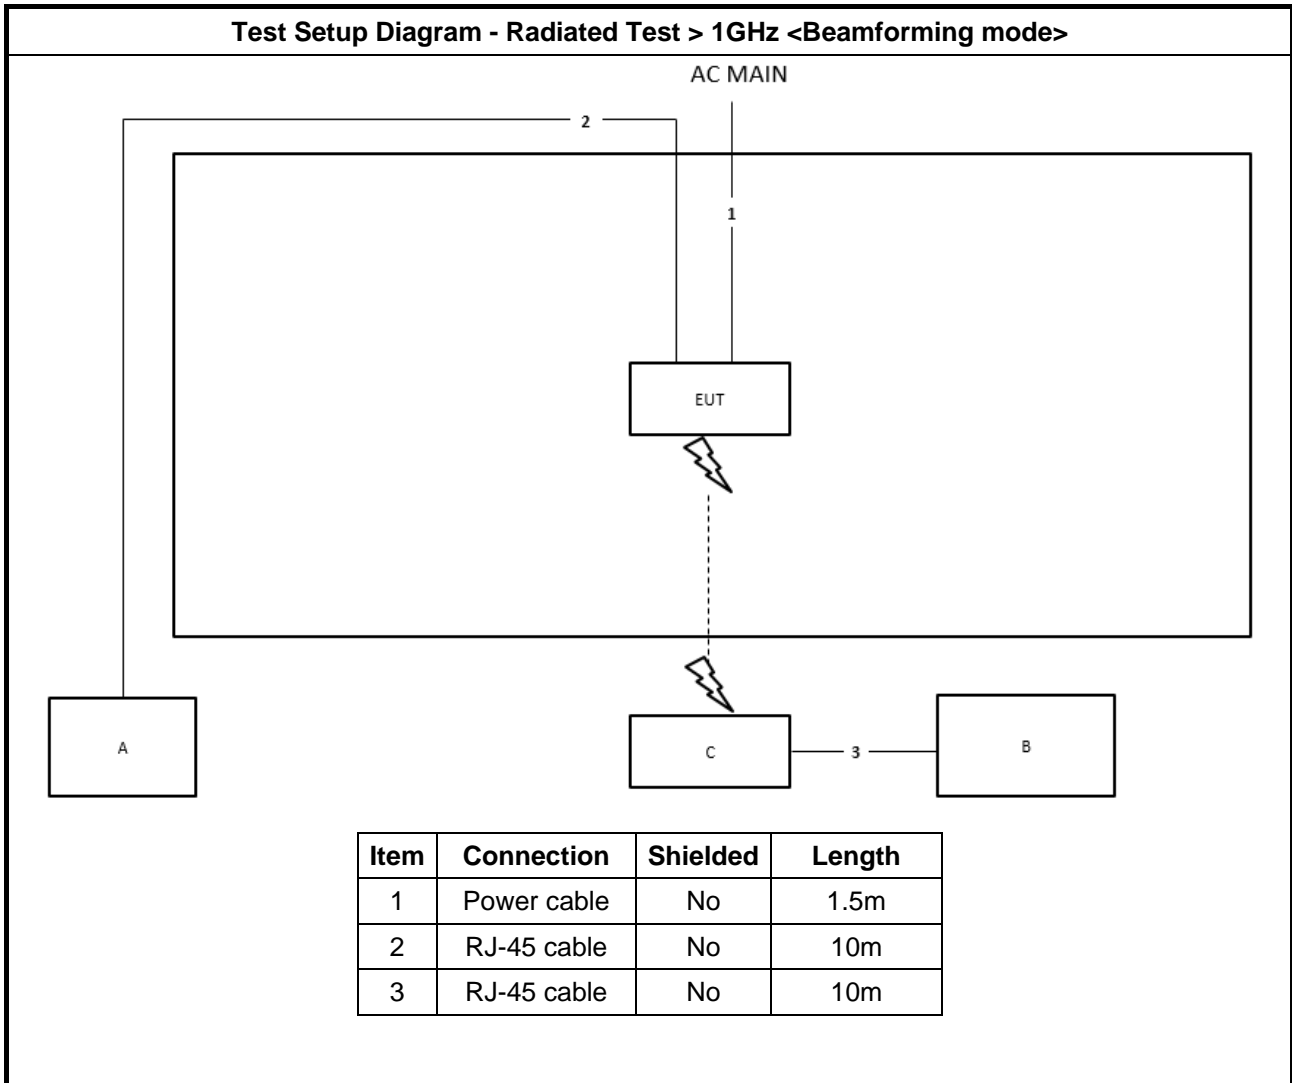 Test Setup Diagram - Radiated Test > 1GHz <Beamforming mode>
AC MAIN
2
1
EUT
A
C
3
B
Item Connection Shielded Length
1 Power cable No 1.5m
2 RJ-45 cable No 10m
3 RJ-45 cable No 10m